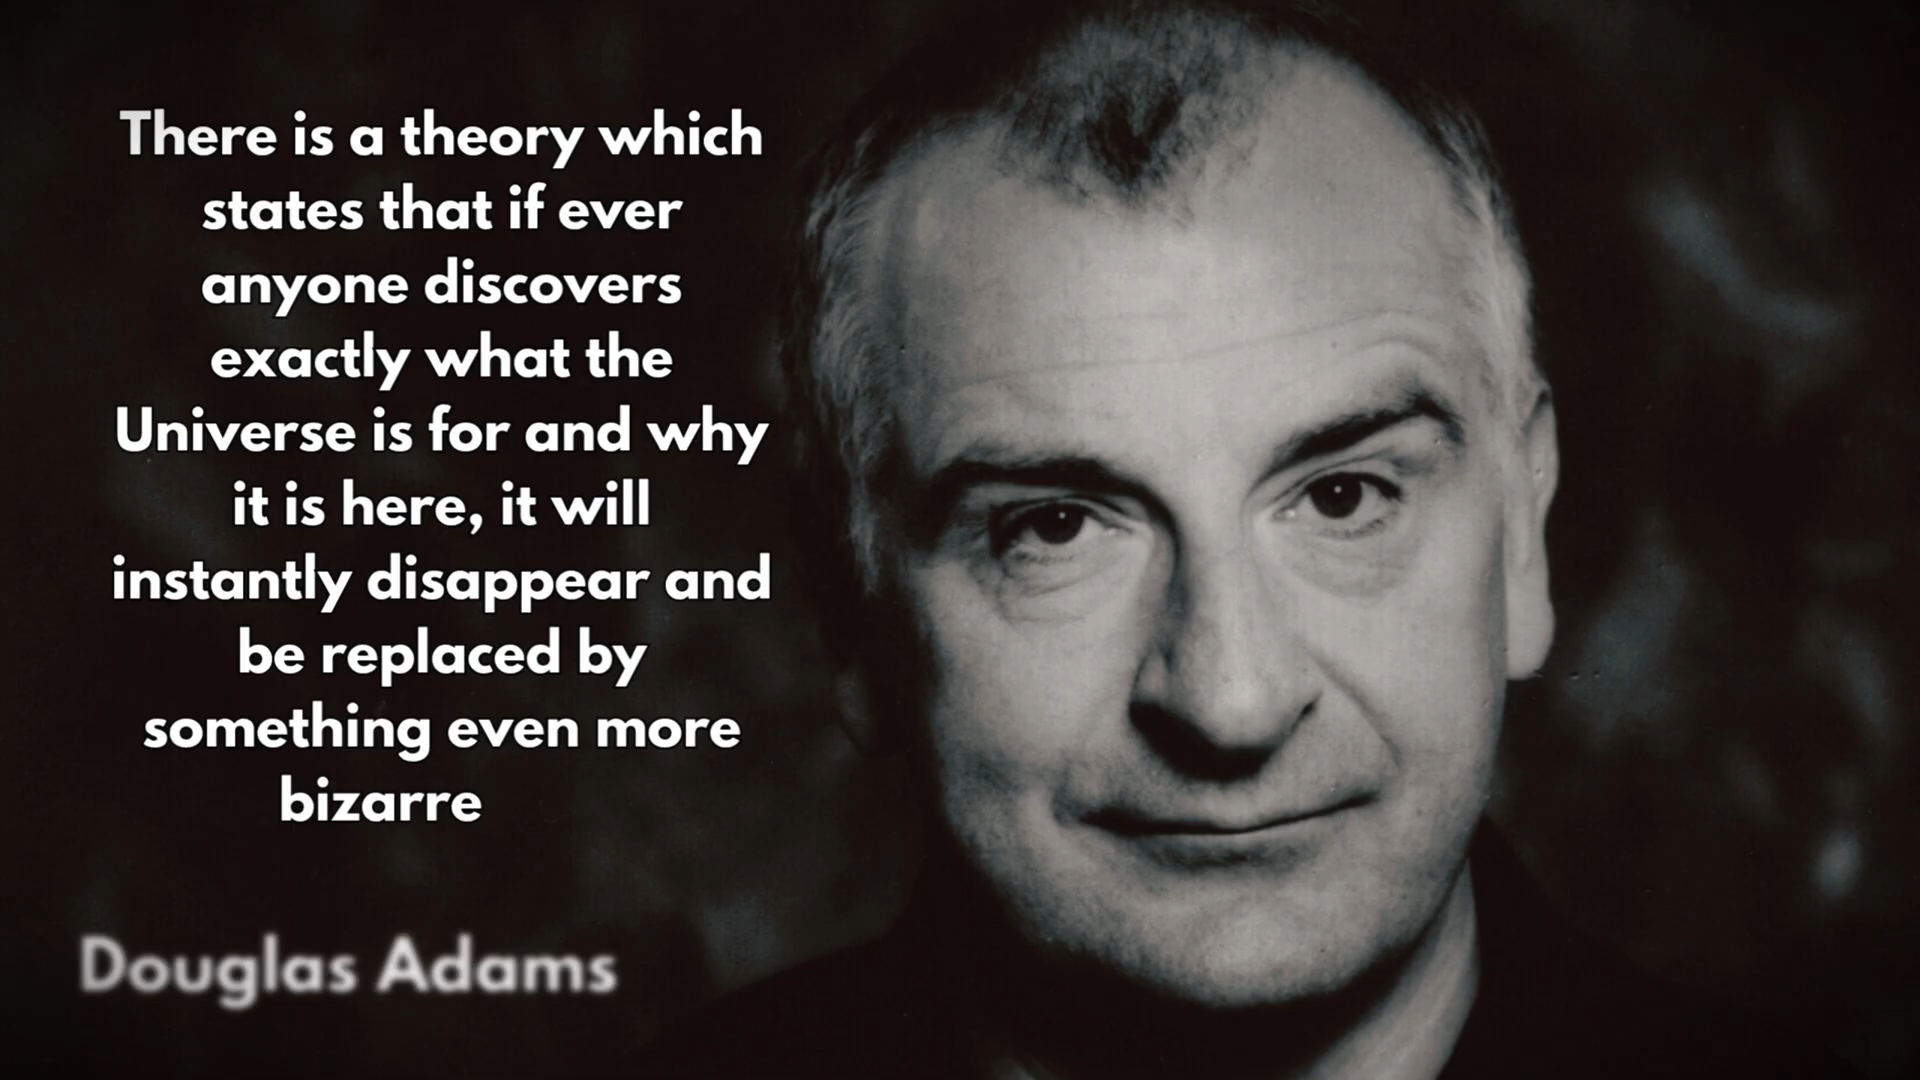 There is a theory which
states that if ever
anyone discovers
exactly what the
Universe is for and why
it is here, it will
instantly disappear and
be replaced by
something even more
bizarre
Douglas Adams